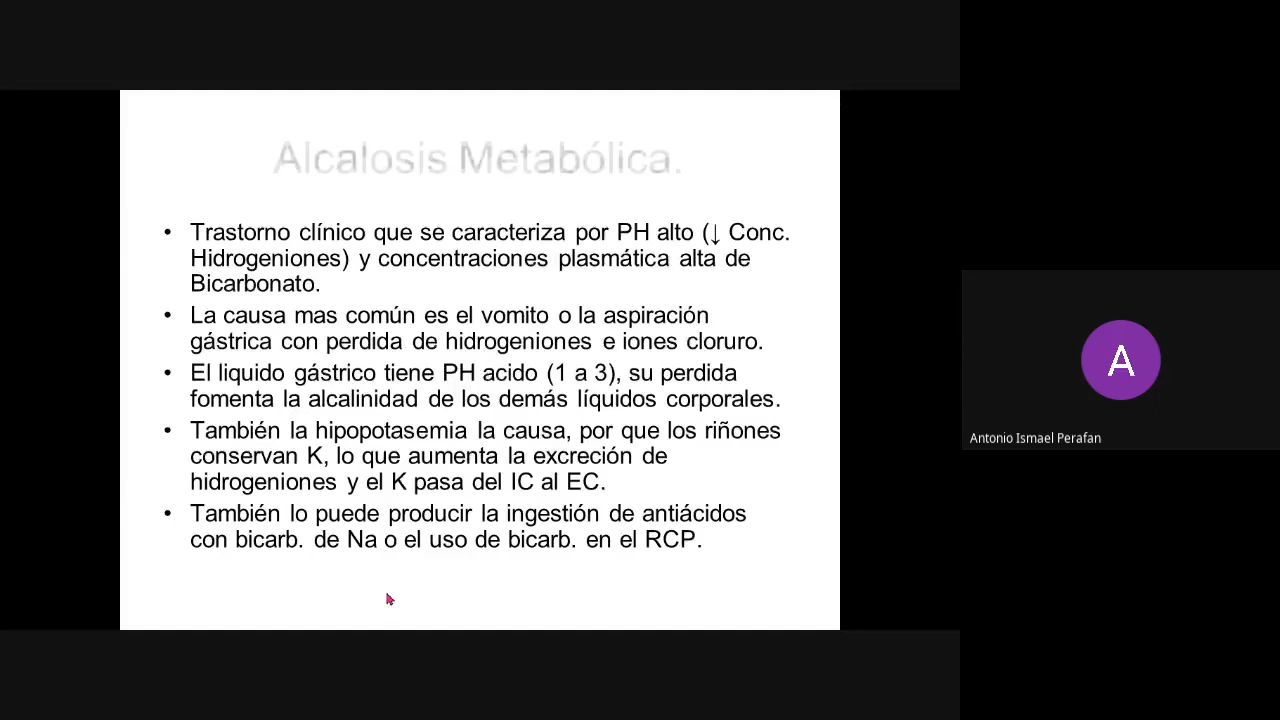 Alcalosis Metabólica.
• Trastorno clínico que se caracteriza por PH alto (↓ Conc.
Hidrogeniones) y concentraciones plasmática alta de
Bicarbonato.
• La causa mas común es el vomito o la aspiración
gástrica con perdida de hidrogeniones e iones cloruro.
• El liquido gástrico tiene PH acido (1 a 3), su perdida
fomenta la alcalinidad de los demás líquidos corporales.
• También la hipopotasemia la causa, por que los riñones
conservan K, lo que aumenta la excreción de
hidrogeniones y el K pasa del IC al EC.
• También lo puede producir la ingestión de antiácidos
con bicarb. de Na o el uso de bicarb. en el RCP.
A
Antonio Ismael Perafan